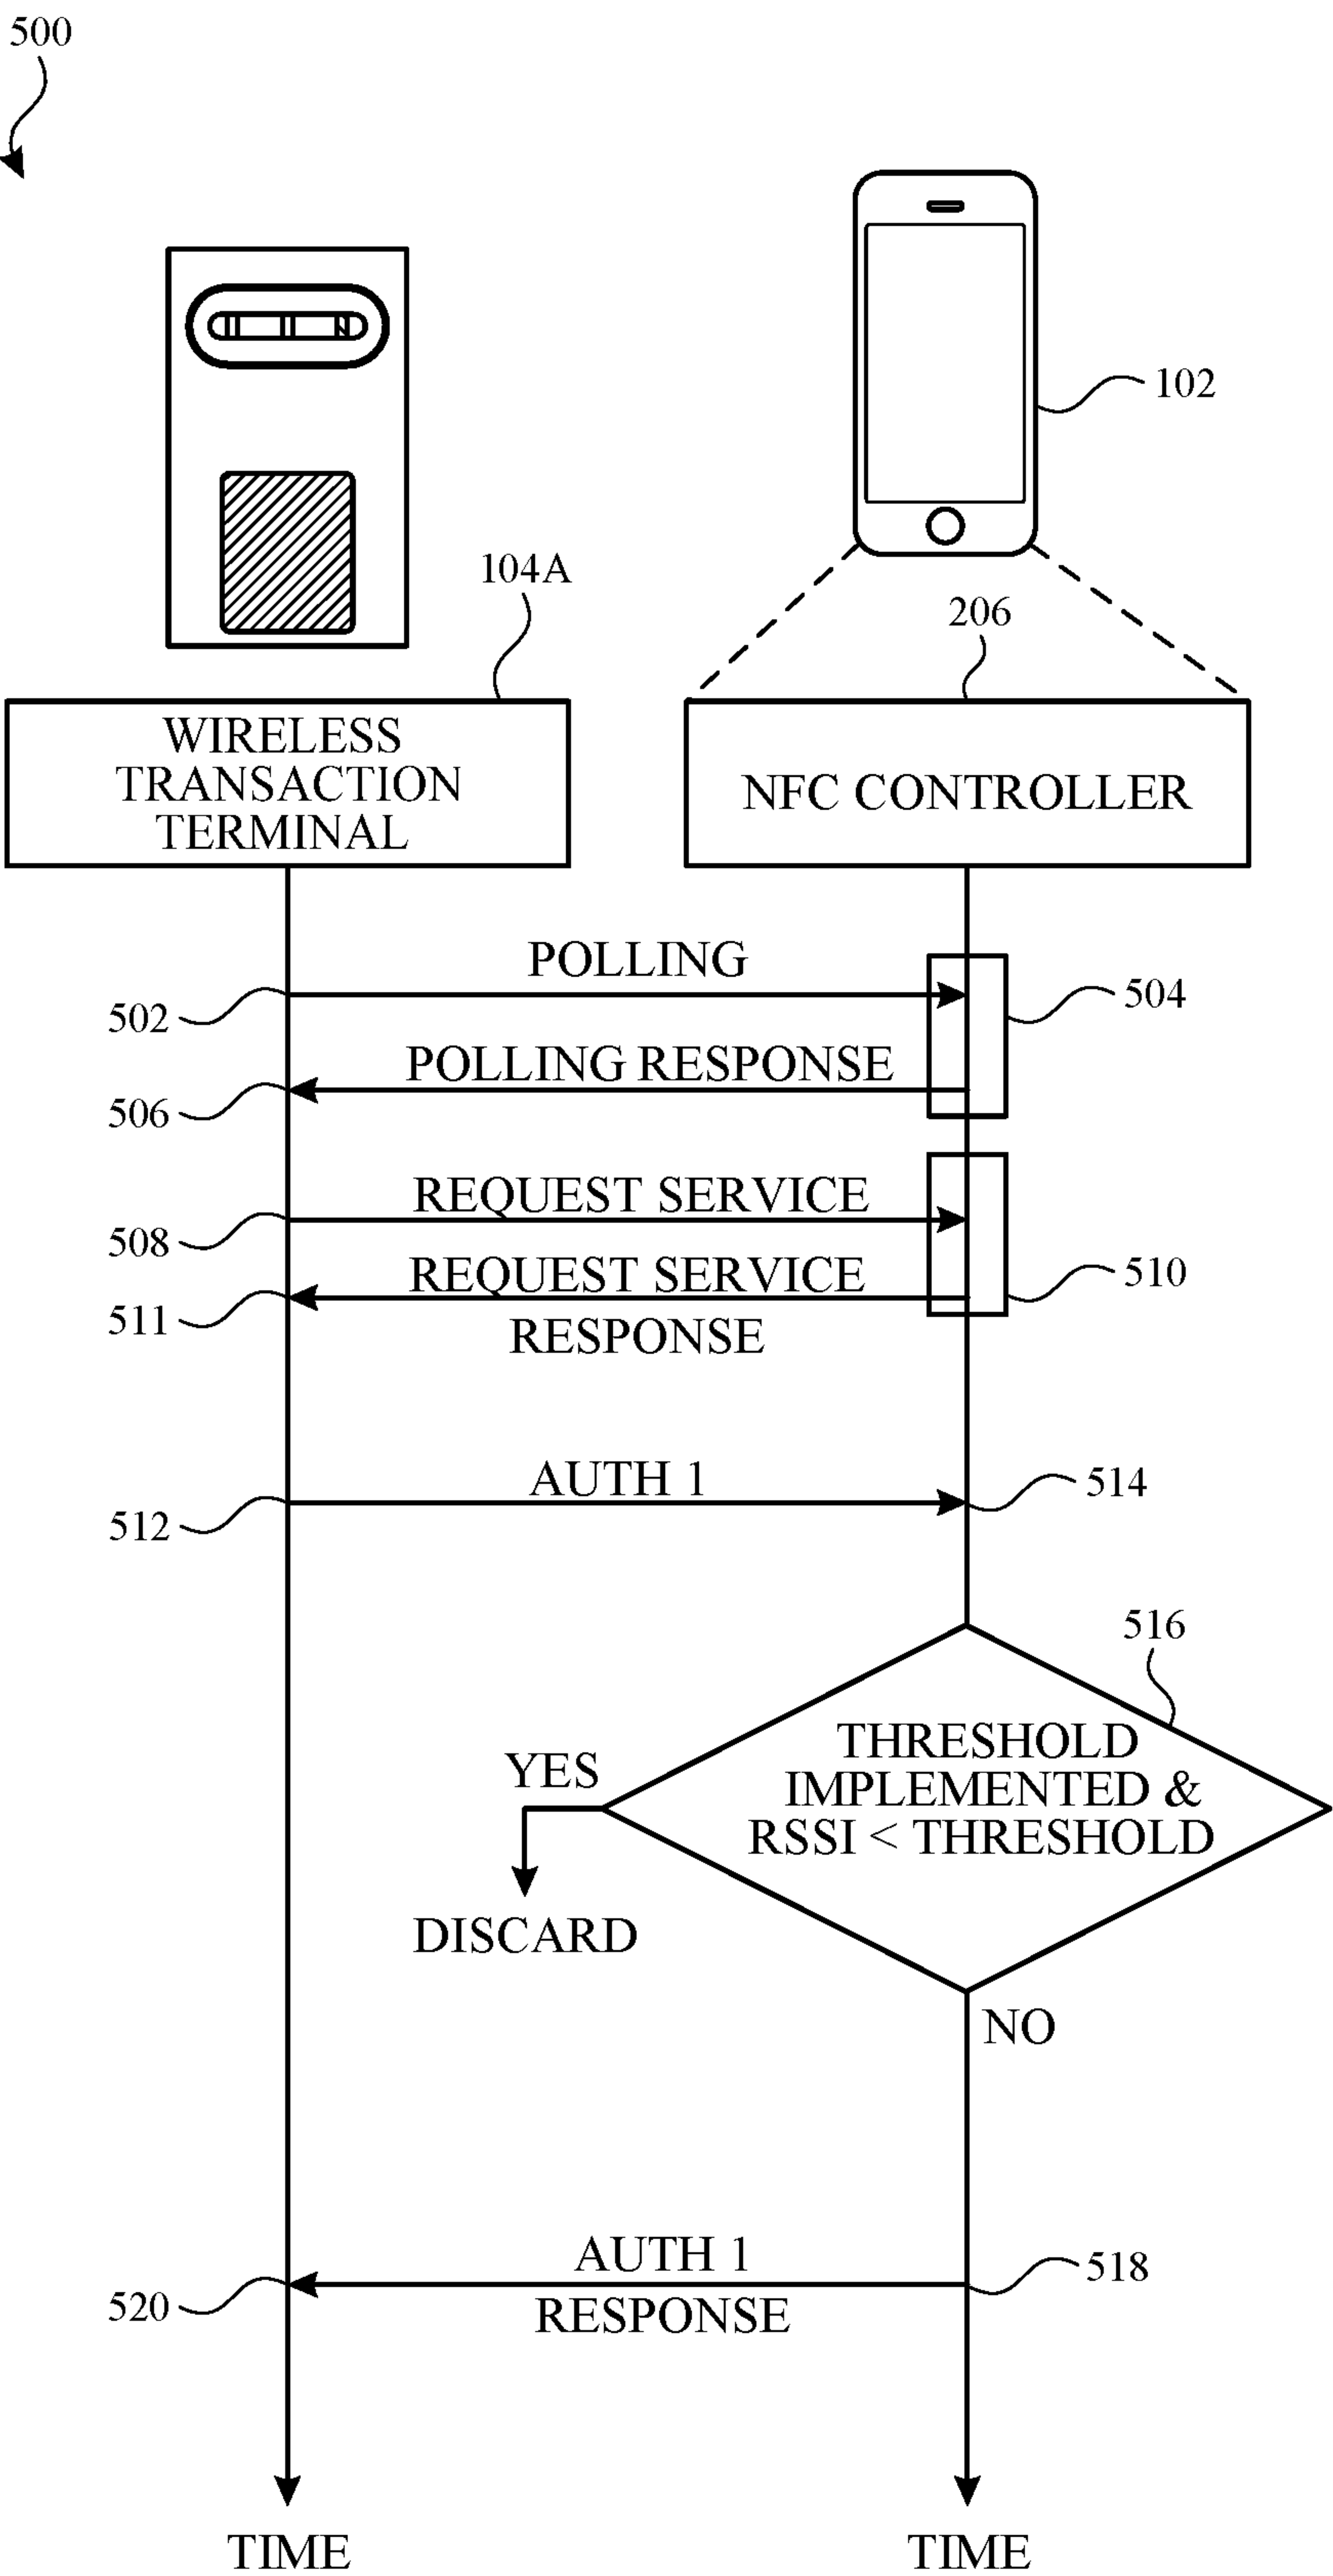 500
102
104A
206
WIRELESS
TRANSACTION
TERMINAL
NFC CONTROLLER
POLLING
502
504
POLLING RESPONSE
506
REQUEST SERVICE
508
REQUEST SERVICE
510
511
RESPONSE
AUTH 1
512
514
516
THRESHOLD
IMPLEMENTED &
RSSI < THRESHOLD
YES
DISCARD
NO
AUTH 1
518
520
RESPONSE
TIME
TIME